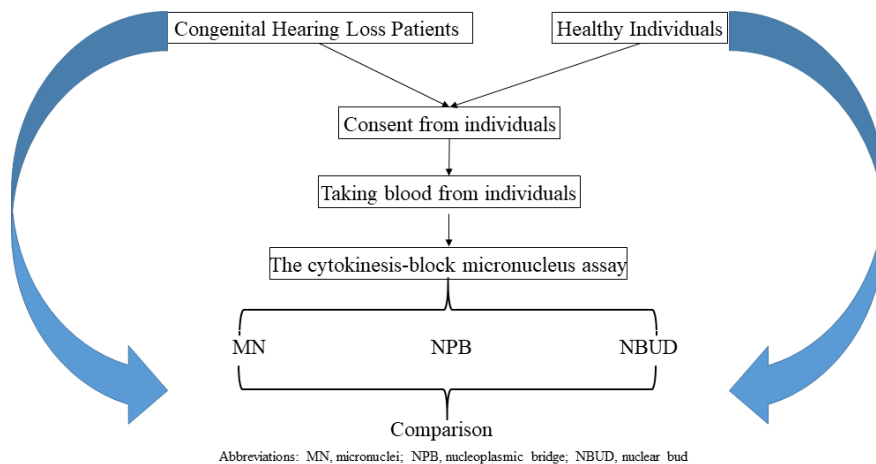 Congenital Hearing Loss Patients
Healthy Individuals
Consent from individuals
Taking blood from individuals
The cytokinesis-block micronucleus assay
MN NPB NBUD
Comparison
Abbreviations: MN, micronuclei; NPB, nucleoplasmic bridge; NBUD, nuclear bud